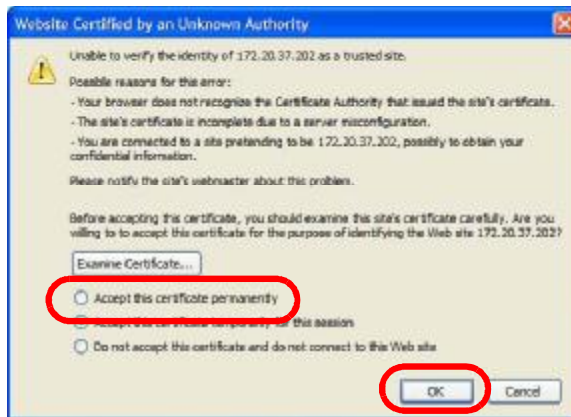 Website Certified by an Unknown Authority
Unable to verify the identity of 172.20.37.202 as a trusted site.
Possible reasons for this error:
- Your browser does not recognize the Certificate Authority that issued the site's certificate.
- The site's certificate is incomplete due to a server misconfiguration.
- You are connected to a site pretending to be 172.20.37.202, possibly to obtain your
confidential information.
Please notify the site's webmaster about this problem.
Before accepting this certificate, you should examine this site's certificate carefully. Are you
willing to to accept this certificate for the purpose of identifying the Web site 172.20.37.202?
Examine Certificate...
Accept this certificate permanently
Accept this certificate temporarily for this session
Do not accept this certificate and do not connect to this Web site
OK Cancel